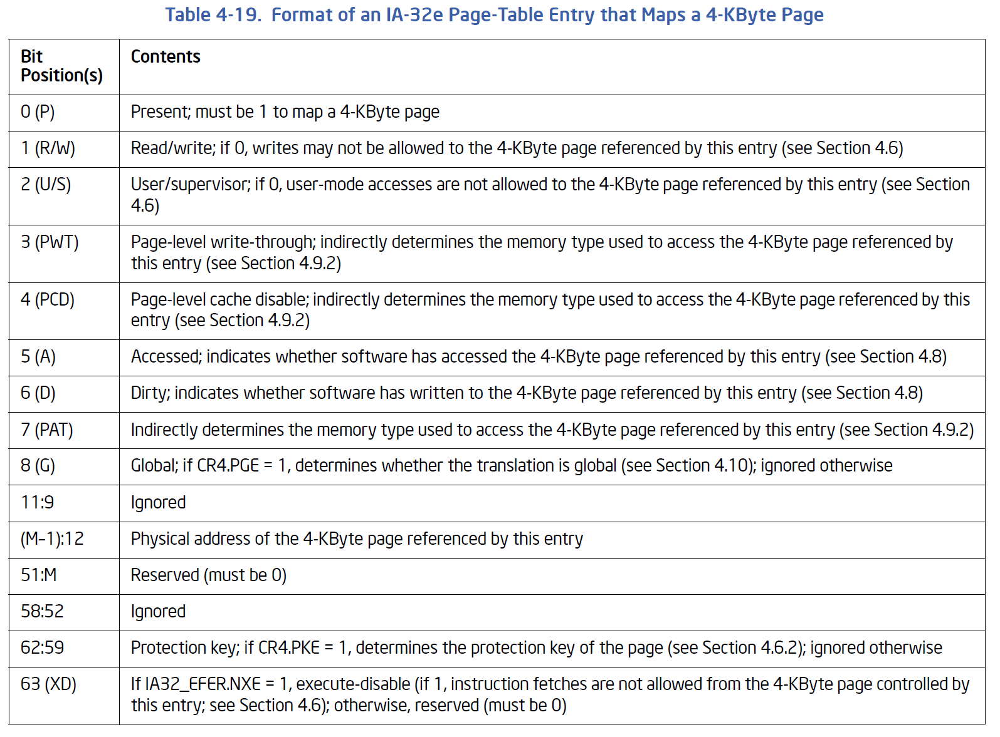 Table 4-19. Format of an IA-32e Page-Table Entry that Maps a 4-KByte Page
Bit
Position(s)
Contents
0 (P)
Present; must be 1 to map a 4-KByte page
1 (R/W)
Read/write; if 0, writes may not be allowed to the 4-KByte page referenced by this entry (see Section 4.6)
2 (U/S)
User/supervisor; if 0, user-mode accesses are not allowed to the 4-KByte page referenced by this entry (see Section
4.6)
3 (PWT)
Page-level write-through; indirectly determines the memory type used to access the 4-KByte page referenced by
this entry (see Section 4.9.2)
4 (PCD)
Page-level cache disable; indirectly determines the memory type used to access the 4-KByte page referenced by this
entry (see Section 4.9.2)
5 (A)
Accessed; indicates whether software has accessed the 4-KByte page referenced by this entry (see Section 4.8)
6 (D)
Dirty; indicates whether software has written to the 4-KByte page referenced by this entry (see Section 4.8)
7 (PAT)
Indirectly determines the memory type used to access the 4-KByte page referenced by this entry (see Section 4.9.2)
8 (G)
Global; if CR4.PGE = 1, determines whether the translation is global (see Section 4.10); ignored otherwise
11:9
Ignored
(M–1):12
Physical address of the 4-KByte page referenced by this entry
51:M
Reserved (must be 0)
58:52
Ignored
62:59
Protection key; if CR4.PKE = 1, determines the protection key of the page (see Section 4.6.2); ignored otherwise
63 (XD)
If IA32_EFER.NXE = 1, execute-disable (if 1, instruction fetches are not allowed from the 4-KByte page controlled by
this entry; see Section 4.6); otherwise, reserved (must be 0)